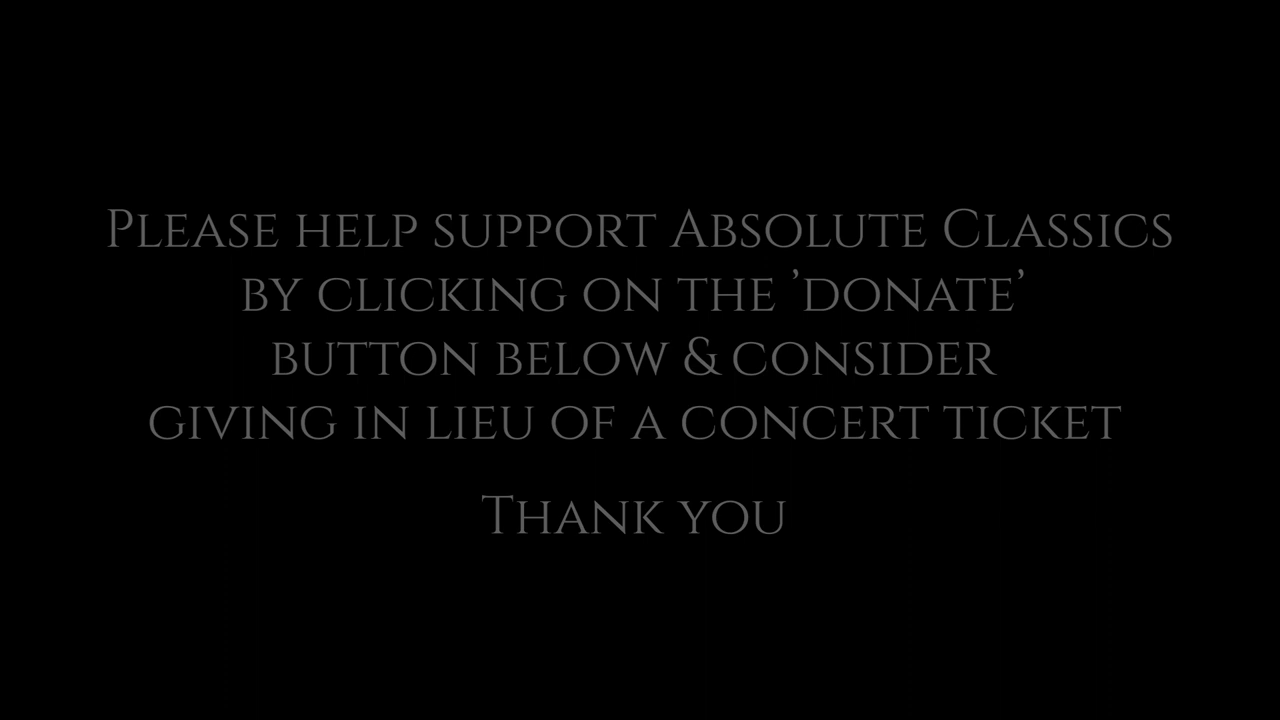 Please help support Absolute Classics
by clicking on the ’donate’
button below & consider
giving in lieu of a concert ticket
Thank you